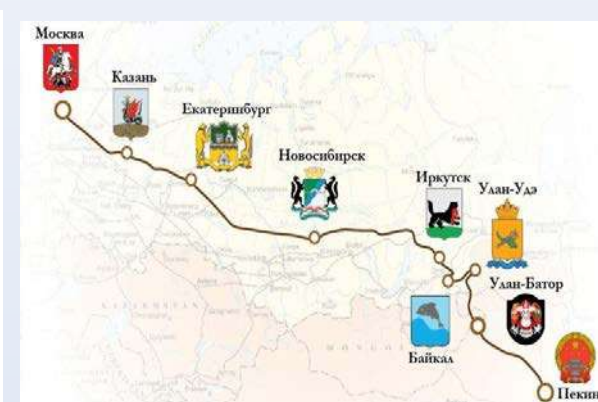 Москва
Казань
Екатеринбург
Новосибирск
Иркутск
Улан-Удэ
Улан-Батор
Байкал
Пекин